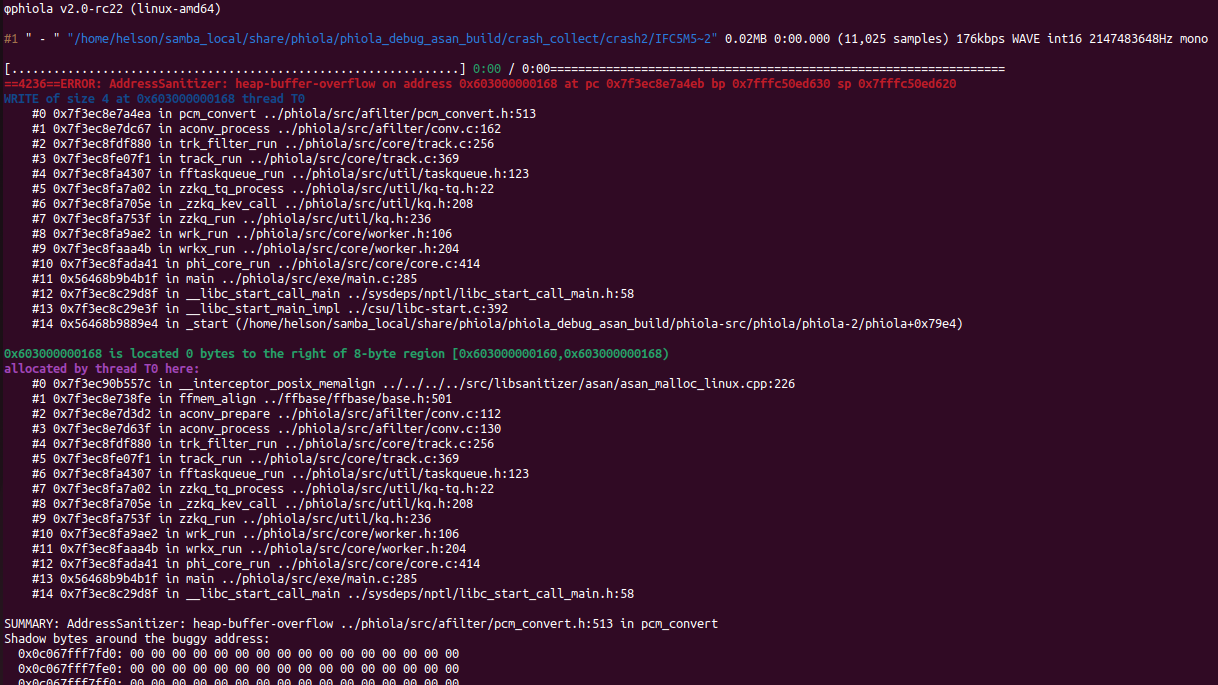 φphiola v2.0-rc22 (linux-amd64)
#1 " - " "/home/helson/samba_local/share/phiola/phiola_debug_asan_build/crash_collect/crash2/IFC5M5~2" 0.02MB 0:00.000 (11,025 samples) 176kbps WAVE int16 2147483648Hz mono
[................................................................] 0:00 / 0:00=================================================================
==4236==ERROR: AddressSanitizer: heap-buffer-overflow on address 0x603000000168 at pc 0x7f3ec8e7a4eb bp 0x7fffc50ed630 sp 0x7fffc50ed620
WRITE of size 4 at 0x603000000168 thread T0
    #0 0x7f3ec8e7a4ea in pcm_convert ../phiola/src/afilter/pcm_convert.h:513
    #1 0x7f3ec8e7dc67 in aconv_process ../phiola/src/afilter/conv.c:162
    #2 0x7f3ec8fdf880 in trk_filter_run ../phiola/src/core/track.c:256
    #3 0x7f3ec8fe07f1 in track_run ../phiola/src/core/track.c:369
    #4 0x7f3ec8fa4307 in fftaskqueue_run ../phiola/src/util/taskqueue.h:123
    #5 0x7f3ec8fa7a02 in zzkq_tq_process ../phiola/src/util/kq-tq.h:22
    #6 0x7f3ec8fa705e in _zzkq_kev_call ../phiola/src/util/kq.h:208
    #7 0x7f3ec8fa753f in zzkq_run ../phiola/src/util/kq.h:236
    #8 0x7f3ec8fa9ae2 in wrk_run ../phiola/src/core/worker.h:106
    #9 0x7f3ec8faaa4b in wrkx_run ../phiola/src/core/worker.h:204
    #10 0x7f3ec8fada41 in phi_core_run ../phiola/src/core/core.c:414
    #11 0x56468b9b4b1f in main ../phiola/src/exe/main.c:285
    #12 0x7f3ec8c29d8f in __libc_start_call_main ../sysdeps/nptl/libc_start_call_main.h:58
    #13 0x7f3ec8c29e3f in __libc_start_main_impl ../csu/libc-start.c:392
    #14 0x56468b9889e4 in _start (/home/helson/samba_local/share/phiola/phiola_debug_asan_build/phiola-src/phiola/phiola-2/phiola+0x79e4)
0x603000000168 is located 0 bytes to the right of 8-byte region [0x603000000160,0x603000000168)
allocated by thread T0 here:
    #0 0x7f3ec90b557c in __interceptor_posix_memalign ../../../../src/libsanitizer/asan/asan_malloc_linux.cpp:226
    #1 0x7f3ec8e738fe in ffmem_align ../ffbase/ffbase/base.h:501
    #2 0x7f3ec8e7d3d2 in aconv_prepare ../phiola/src/afilter/conv.c:112
    #3 0x7f3ec8e7d63f in aconv_process ../phiola/src/afilter/conv.c:130
    #4 0x7f3ec8fdf880 in trk_filter_run ../phiola/src/core/track.c:256
    #5 0x7f3ec8fe07f1 in track_run ../phiola/src/core/track.c:369
    #6 0x7f3ec8fa4307 in fftaskqueue_run ../phiola/src/util/taskqueue.h:123
    #7 0x7f3ec8fa7a02 in zzkq_tq_process ../phiola/src/util/kq-tq.h:22
    #8 0x7f3ec8fa705e in _zzkq_kev_call ../phiola/src/util/kq.h:208
    #9 0x7f3ec8fa753f in zzkq_run ../phiola/src/util/kq.h:236
    #10 0x7f3ec8fa9ae2 in wrk_run ../phiola/src/core/worker.h:106
    #11 0x7f3ec8faaa4b in wrkx_run ../phiola/src/core/worker.h:204
    #12 0x7f3ec8fada41 in phi_core_run ../phiola/src/core/core.c:414
    #13 0x56468b9b4b1f in main ../phiola/src/exe/main.c:285
    #14 0x7f3ec8c29d8f in __libc_start_call_main ../sysdeps/nptl/libc_start_call_main.h:58
SUMMARY: AddressSanitizer: heap-buffer-overflow ../phiola/src/afilter/pcm_convert.h:513 in pcm_convert
Shadow bytes around the buggy address:
  0x0c067fff7fd0: 00 00 00 00 00 00 00 00 00 00 00 00 00 00 00 00
  0x0c067fff7fe0: 00 00 00 00 00 00 00 00 00 00 00 00 00 00 00 00
  0x0c067fff7ff0: 00 00 00 00 00 00 00 00 00 00 00 00 00 00 00 00